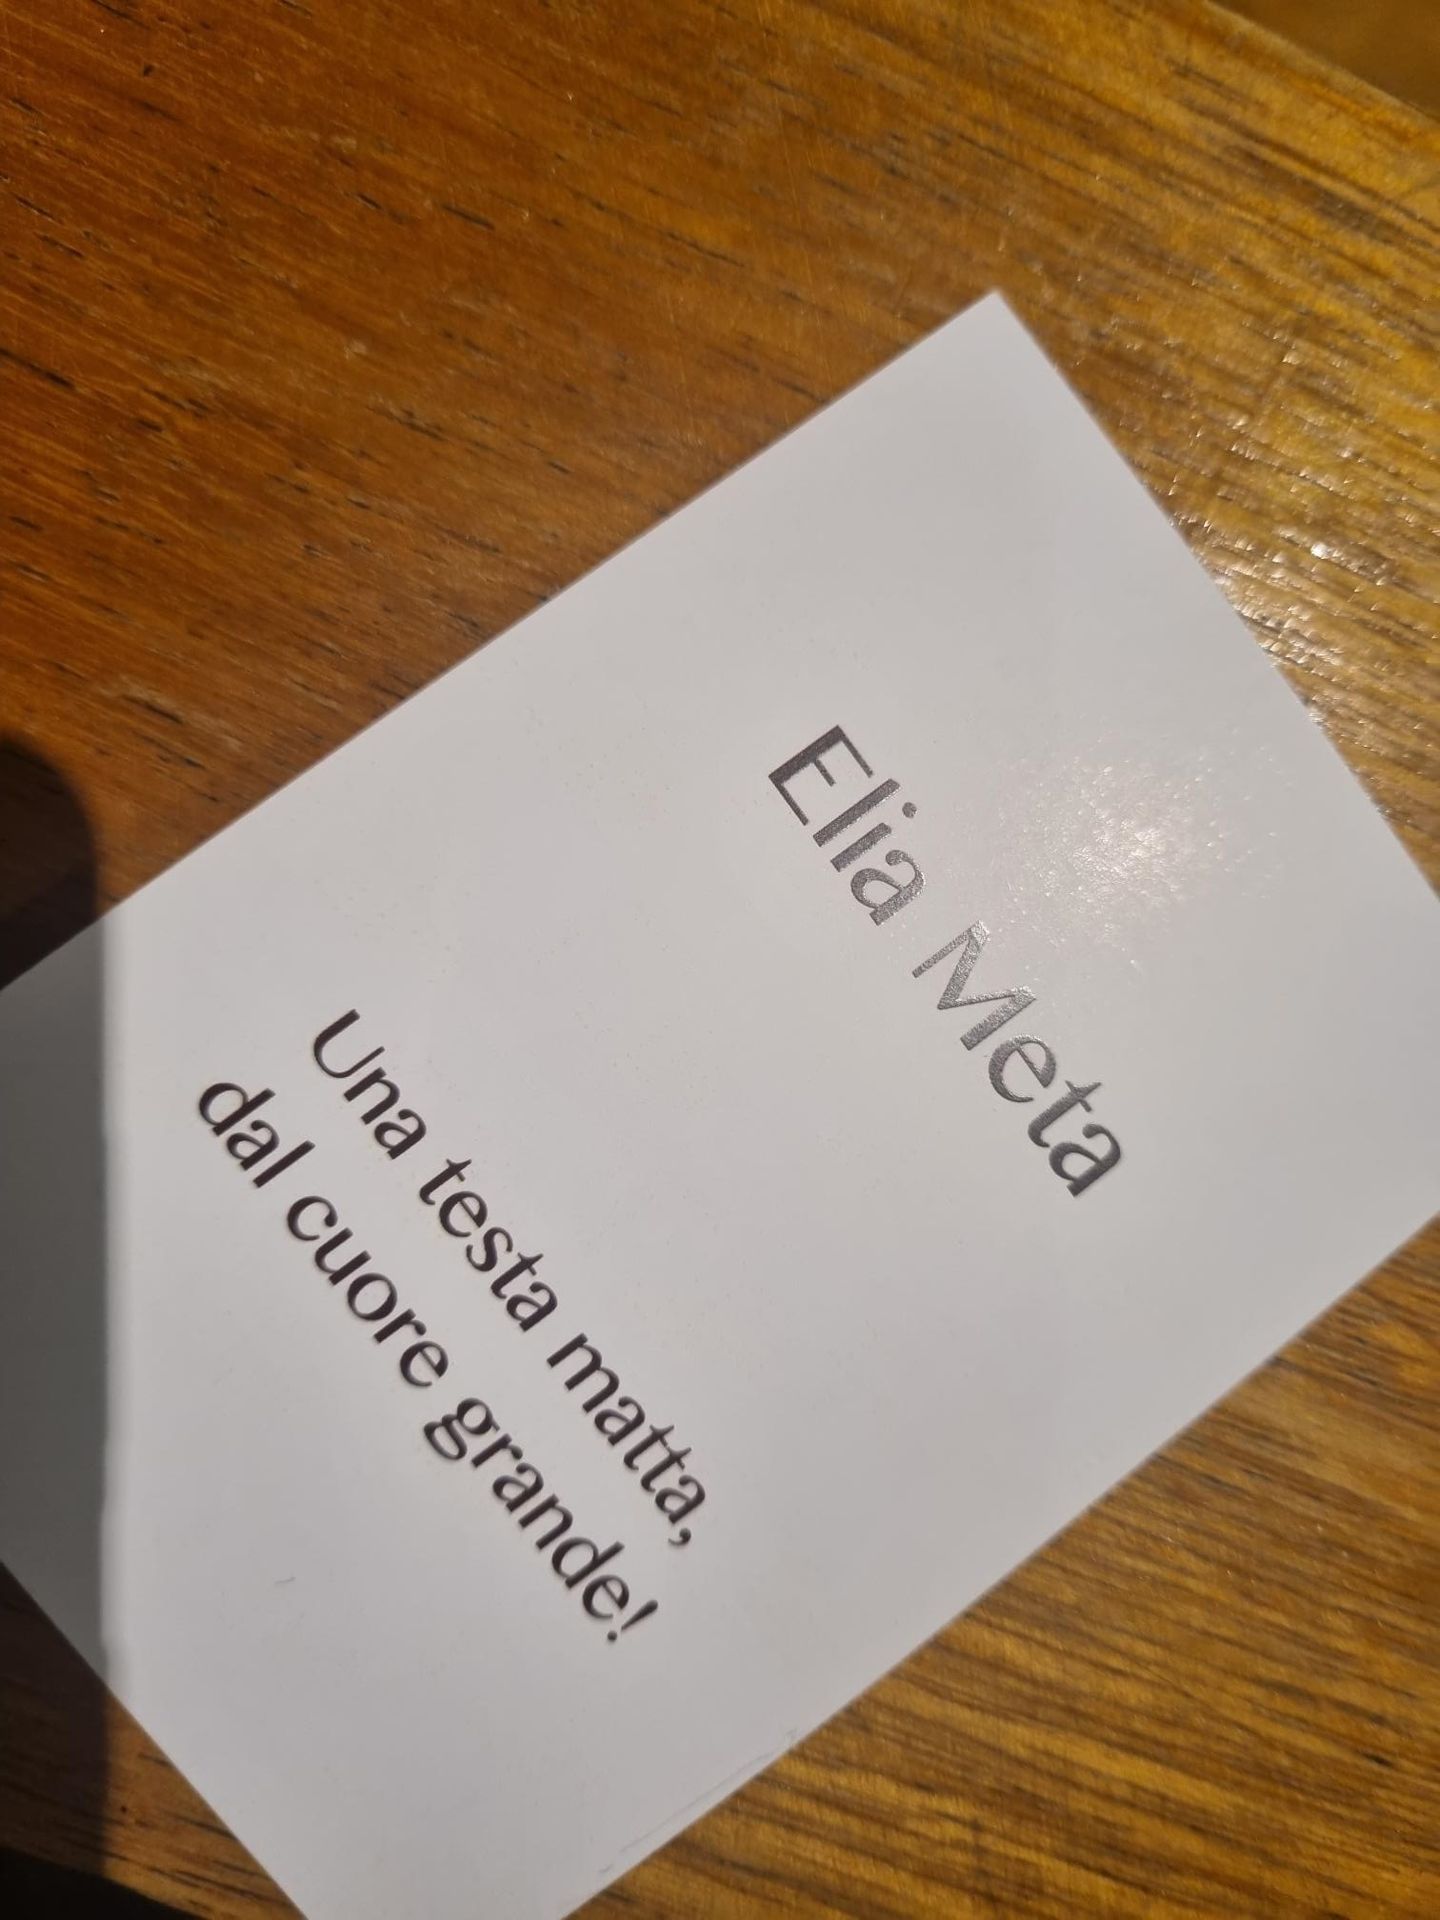 Elia Meta
Una testa matta,
dal cuore grande!